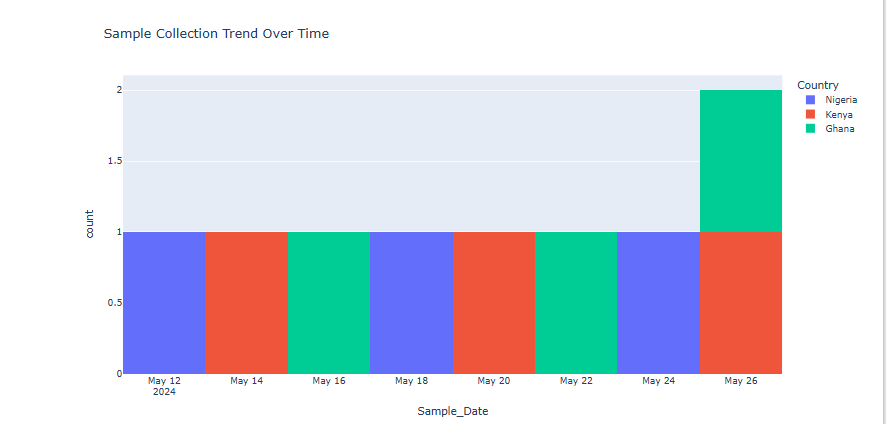 Sample Collection Trend Over Time
Country
Nigeria
Kenya
Ghana
count
2
1.5
1
0.5
0
May 12
2024
May 14
May 16
May 18
May 20
May 22
May 24
May 26
Sample_Date